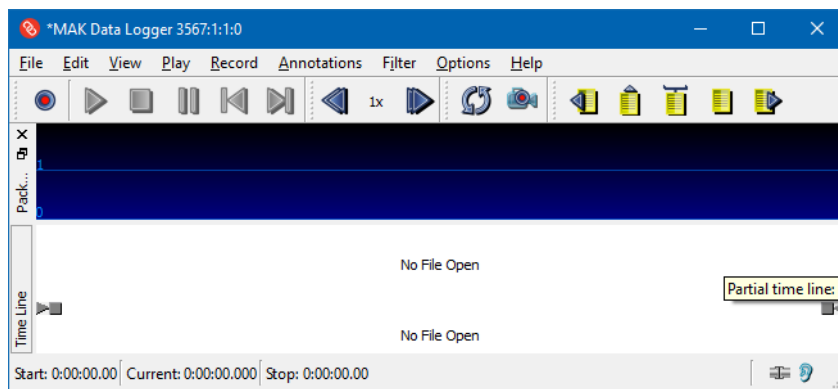 *MAK Data Logger 3567:1:1:0
File Edit View Play Record Annotations Filter Options Help
1x
Pack...
1
0
Time Line
No File Open
Partial time line:
No File Open
Start: 0:00:00.00 Current: 0:00:00.000 Stop: 0:00:00.00